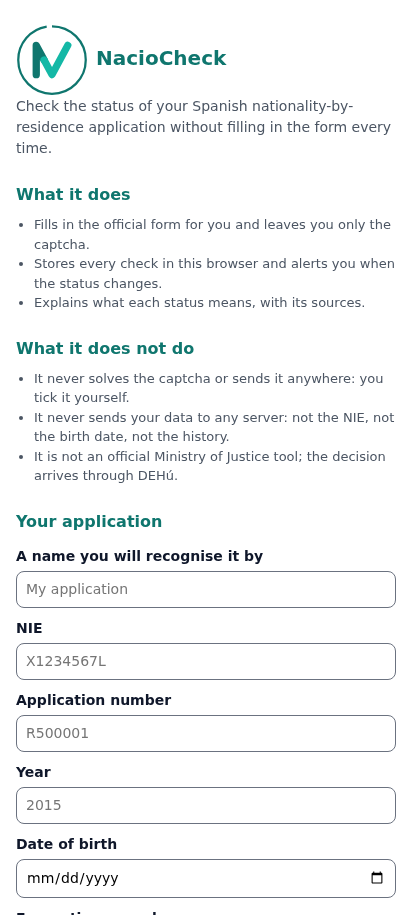 NacioCheck
Check the status of your Spanish nationality-by-
residence application without filling in the form every
time.
What it does
• Fills in the official form for you and leaves you only the
captcha.
• Stores every check in this browser and alerts you when
the status changes.
• Explains what each status means, with its sources.
What it does not do
• It never solves the captcha or sends it anywhere: you
tick it yourself.
• It never sends your data to any server: not the NIE, not
the birth date, not the history.
• It is not an official Ministry of Justice tool; the decision
arrives through DEHú.
Your application
A name you will recognise it by
My application
NIE
X1234567L
Application number
R500001
Year
2015
Date of birth
mm/dd/yyyy